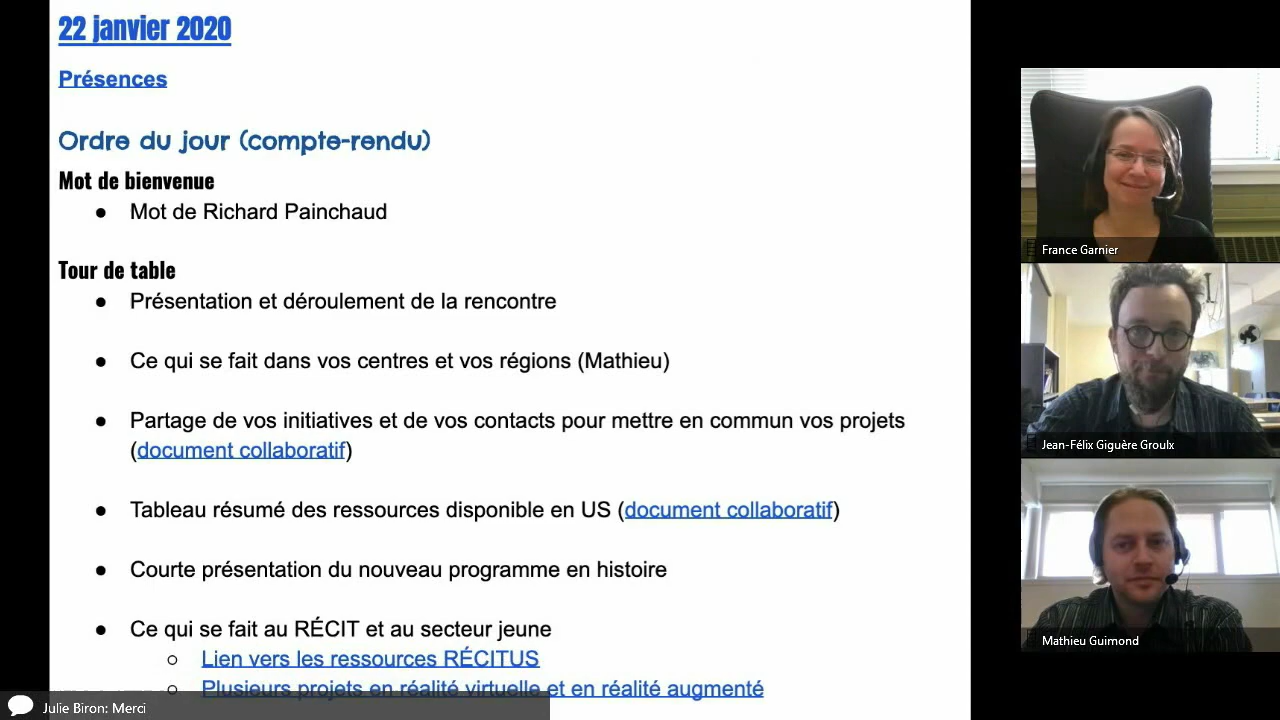 22 janvier 2020
Présences
Ordre du jour (compte-rendu)
Mot de bienvenue
● Mot de Richard Painchaud
Tour de table
● Présentation et déroulement de la rencontre
● Ce qui se fait dans vos centres et vos régions (Mathieu)
● Partage de vos initiatives et de vos contacts pour mettre en commun vos projets
(document collaboratif)
● Tableau résumé des ressources disponible en US (document collaboratif)
● Courte présentation du nouveau programme en histoire
● Ce qui se fait au RÉCIT et au secteur jeune
○ Lien vers les ressources RÉCITUS
○ Plusieurs projets en réalité virtuelle et en réalité augmenté
Julie Biron: Merci
France Garnier
Jean-Félix Giguère Groulx
Mathieu Guimond